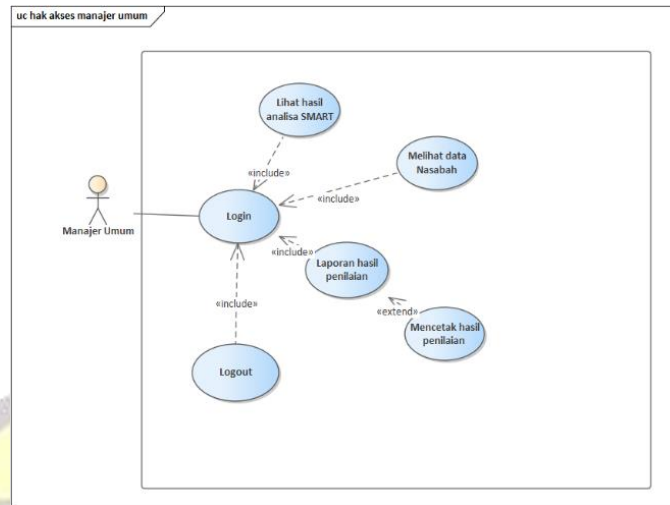 uc hak akses manajer umum
Lihat hasil
analisa SMART
Melihat data
Nasabah
«include»
«include»
Login
Manajer Umum
«include»
Laporan hasil
penilaian
«include»
«extend»
Mencetak hasil
penilaian
Logout